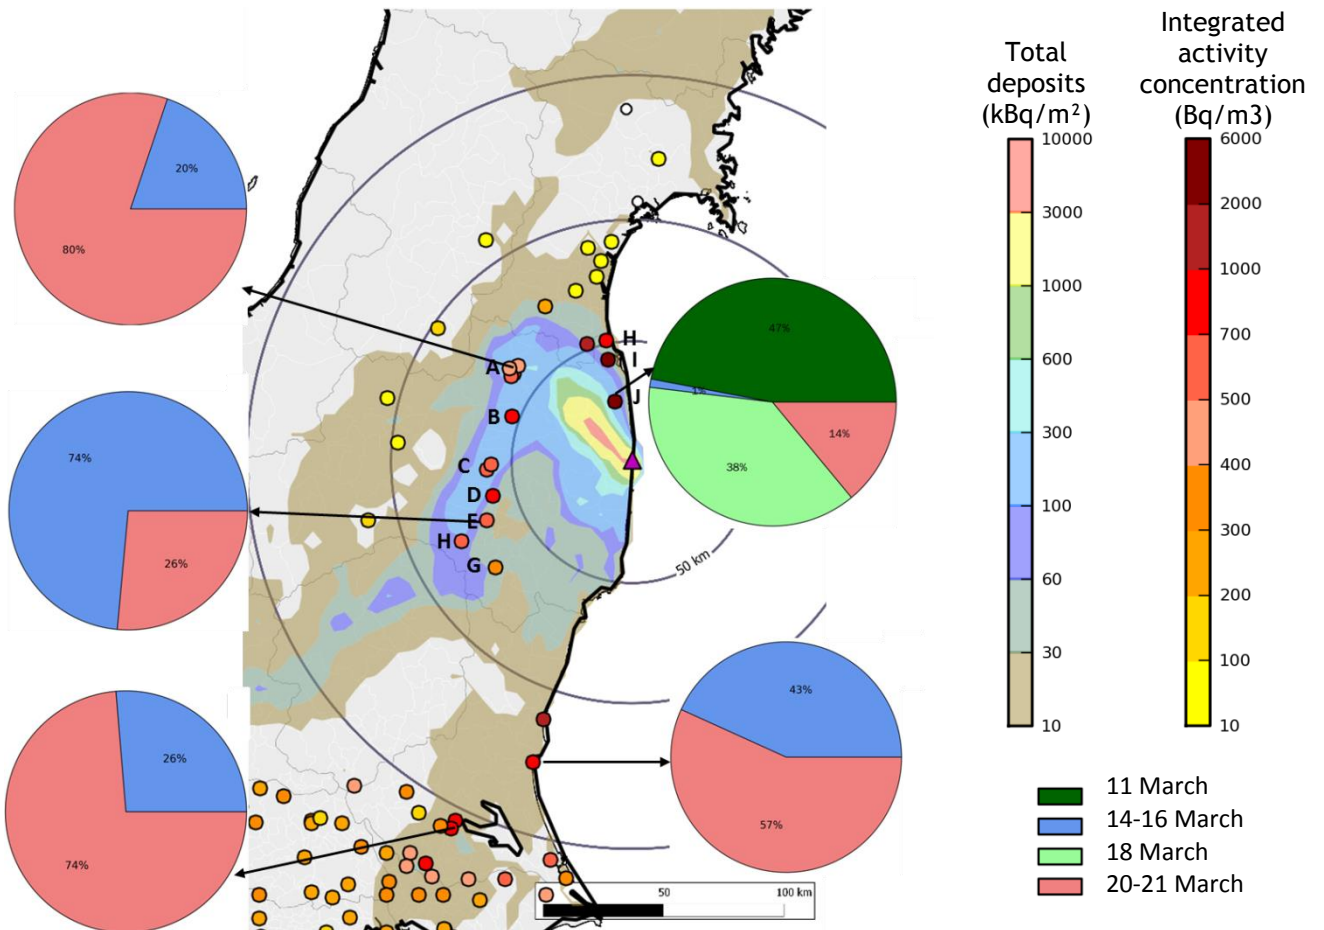 Integrated
Total activity
deposits concentration
(kBq/m²) (Bq/m3)
10000 6000
3000 2000
1000 1000
600 700
300 500
100 400
60 300
30 200
100
10 10
20%
80%
47%
1%
38%
14%
74%
26%
26%
74%
43%
57%
H
I
A
J
B
C
D
E
H
G
50 km
50 100 km
11 March
14-16 March
18 March
20-21 March